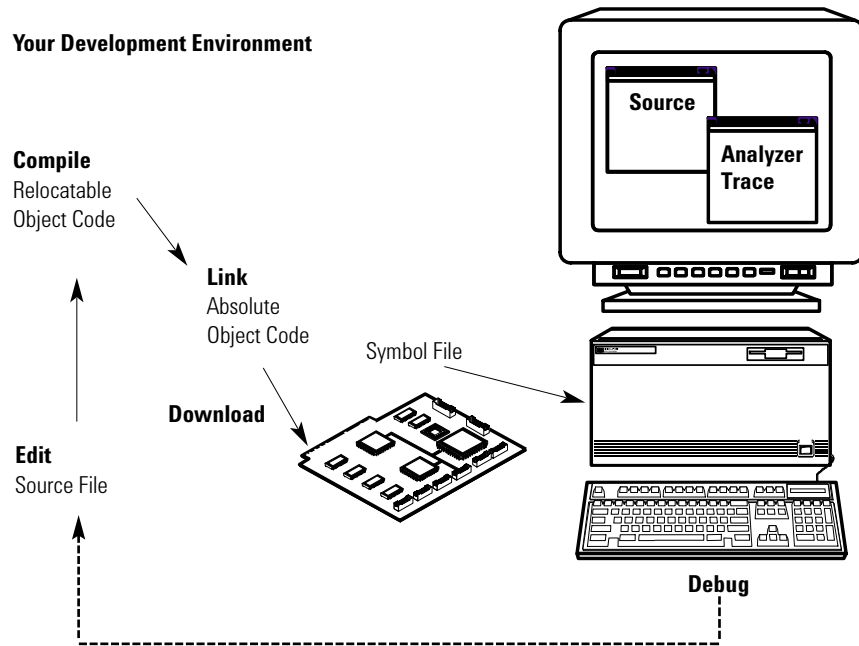 Your Development Environment
Source
Analyzer
Trace
Compile
Relocatable
Object Code
Link
Absolute
Object Code
Symbol File
Download
Edit
Source File
Debug